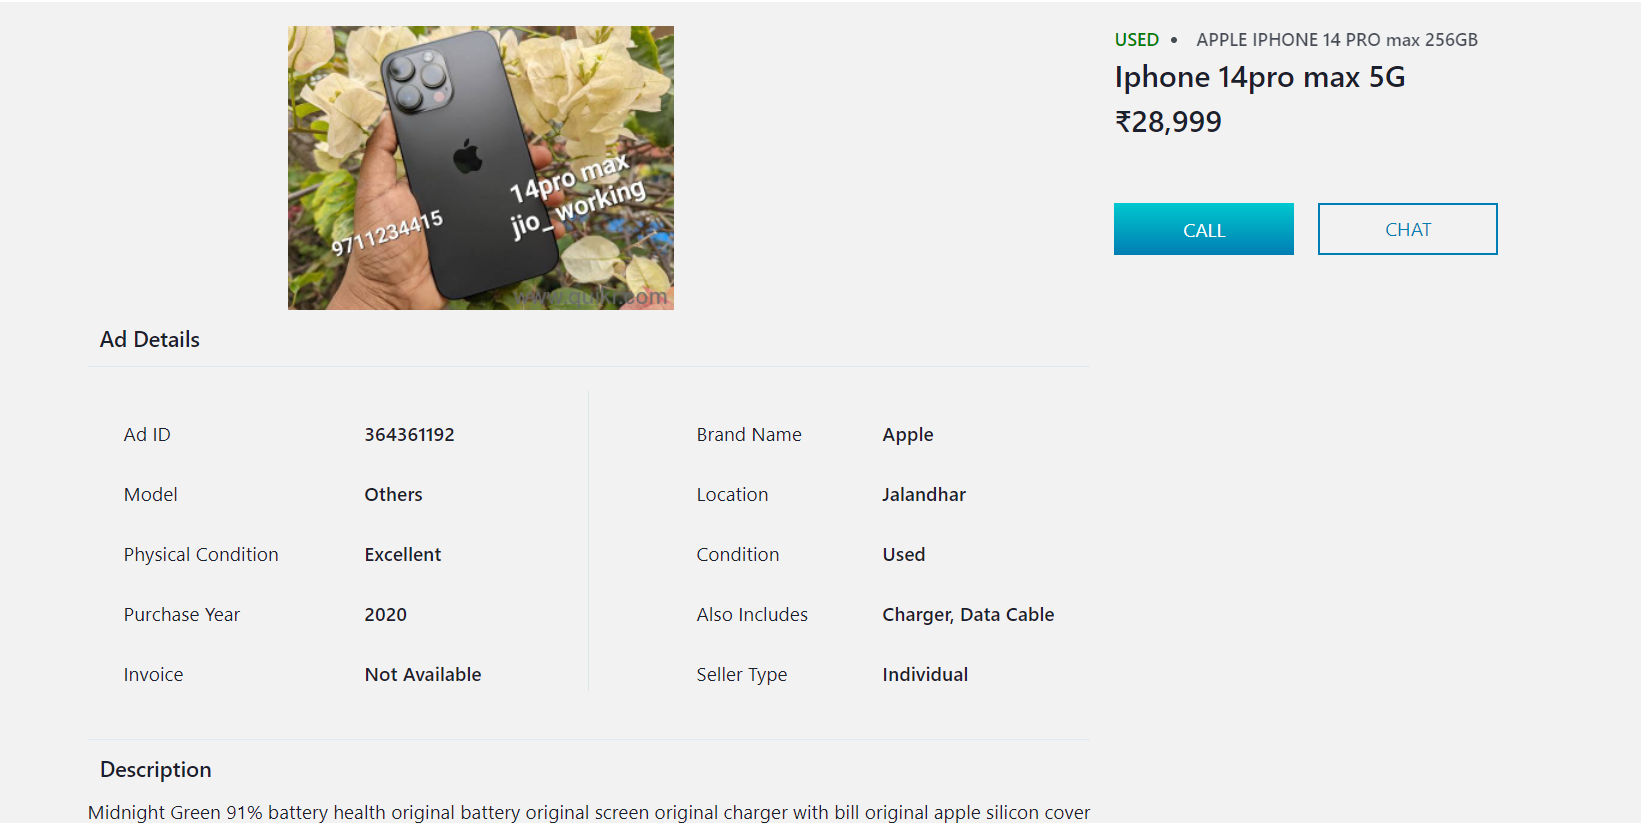 USED • APPLE IPHONE 14 PRO max 256GB
Iphone 14pro max 5G
₹28,999
CALL
CHAT
14pro max
jio_working
9711234415
www.quikr.com
Ad Details
Ad ID 364361192
Brand Name Apple
Model Others
Location Jalandhar
Physical Condition Excellent
Condition Used
Purchase Year 2020
Also Includes Charger, Data Cable
Invoice Not Available
Seller Type Individual
Description
Midnight Green 91% battery health original battery original screen original charger with bill original apple silicon cover